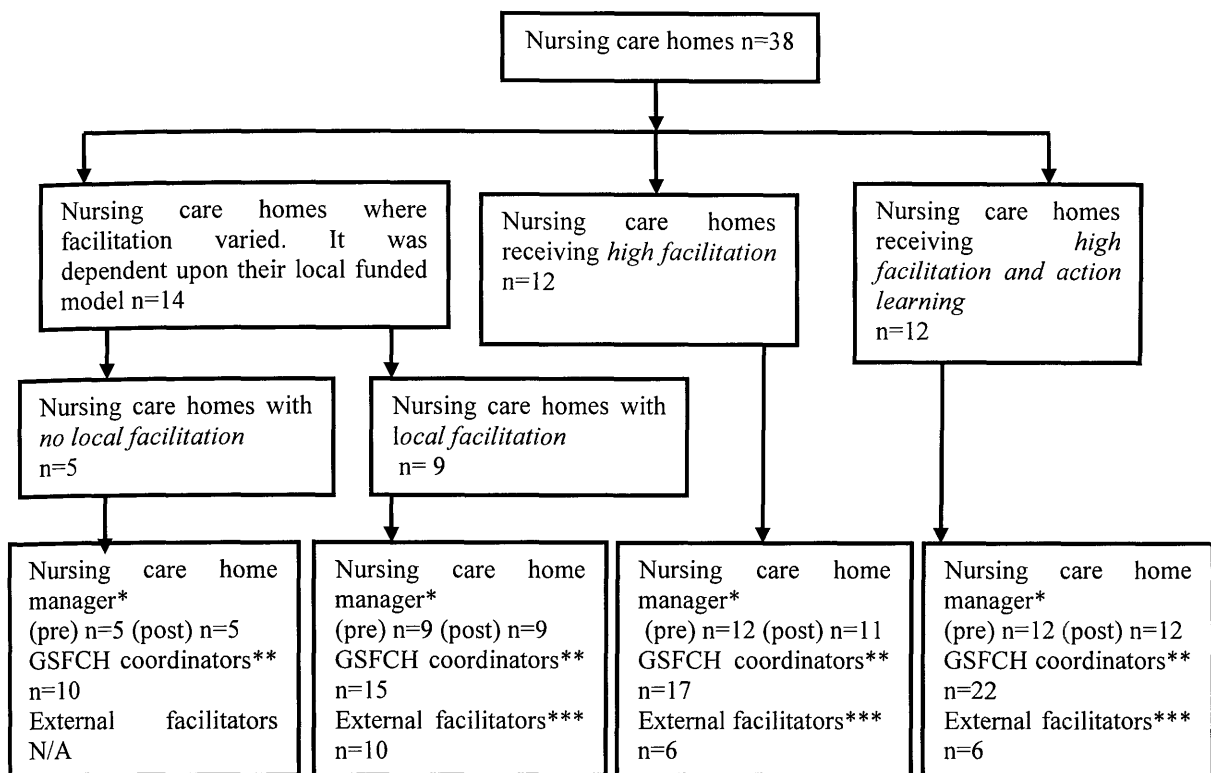 Nursing care homes n=38
Nursing care homes where
facilitation varied. It was
dependent upon their local funded
model n=14
Nursing care homes
receiving high facilitation
n=12
Nursing care homes
receiving high
facilitation and action
learning
n=12
Nursing care homes with
no local facilitation
n=5
Nursing care homes with
local facilitation
n= 9
Nursing care home
manager*
(pre) n=5 (post) n=5
GSFCH coordinators**
n=10
External facilitators
N/A
Nursing care home
manager*
(pre) n=9 (post) n=9
GSFCH coordinators**
n=15
External facilitators***
n=10
Nursing care home
manager*
(pre) n=12 (post) n=11
GSFCH coordinators**
n=17
External facilitators***
n=6
Nursing care home
manager*
(pre) n=12 (post) n=12
GSFCH coordinators**
n=22
External facilitators***
n=6